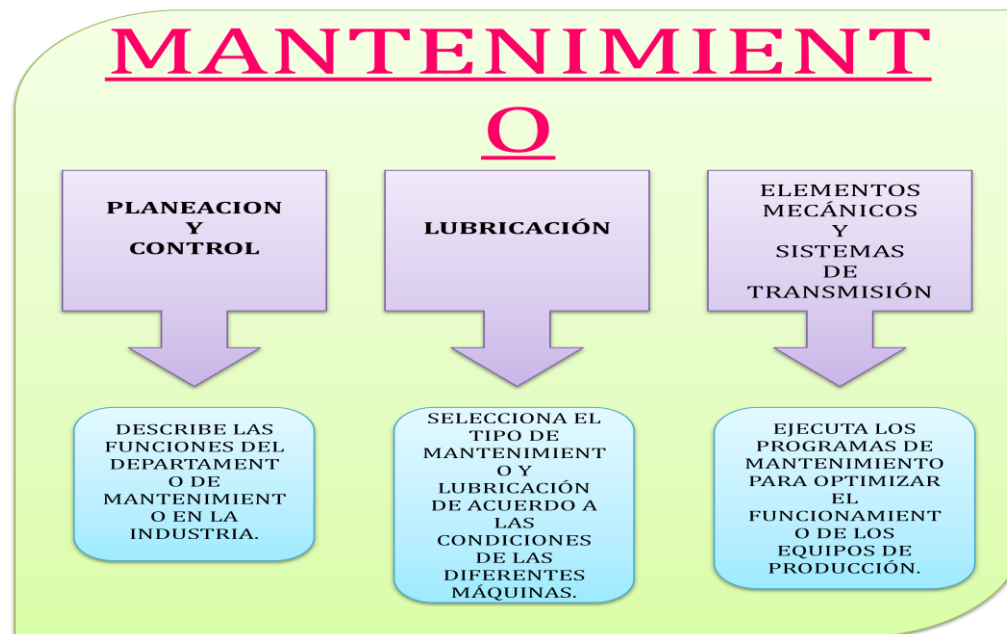 MANTENIMIENT
O
PLANEACION
Y
CONTROL
LUBRICACIÓN
ELEMENTOS
MECÁNICOS
Y
SISTEMAS
DE
TRANSMISIÓN
DESCRIBE LAS
FUNCIONES DEL
DEPARTAMENT
O DE
MANTENIMIENT
O EN LA
INDUSTRIA.
SELECCIONA EL
TIPO DE
MANTENIMIENT
O Y
LUBRICACIÓN
DE ACUERDO A
LAS
CONDICIONES
DE LAS
DIFERENTES
MÁQUINAS.
EJECUTA LOS
PROGRAMAS DE
MANTENIMIENTO
PARA OPTIMIZAR
EL
FUNCIONAMIENT
O DE LOS
EQUIPOS DE
PRODUCCIÓN.